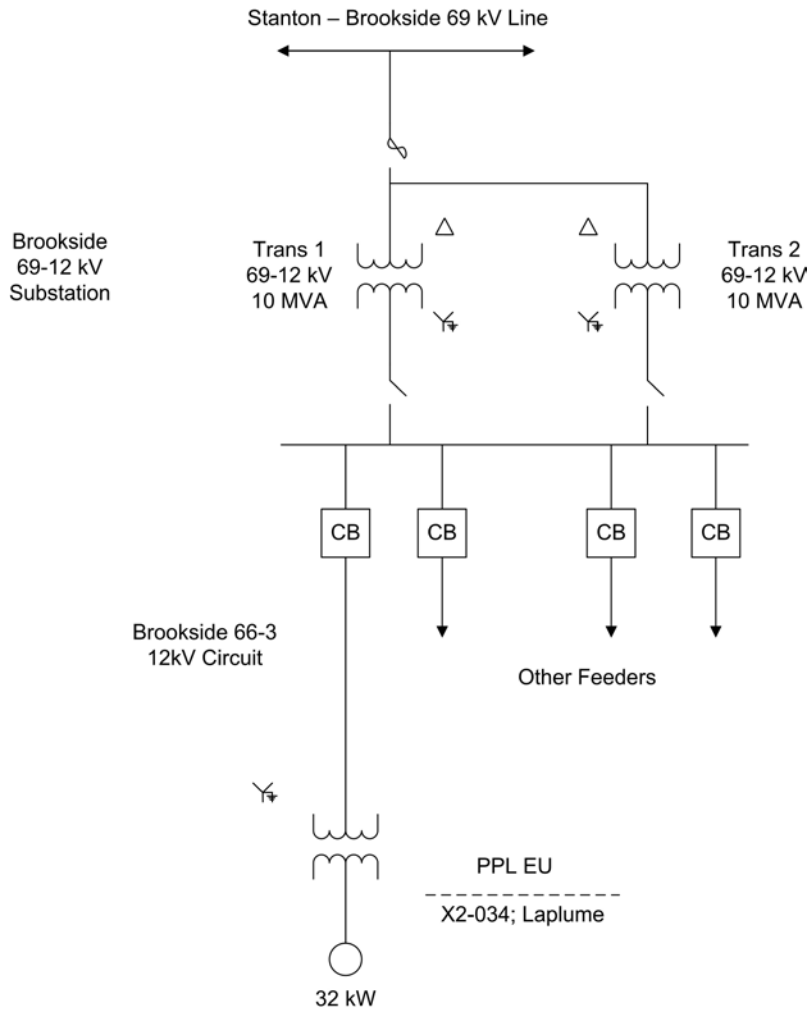 Stanton – Brookside 69 kV Line
Brookside
69-12 kV
Substation
Trans 1
69-12 kV
10 MVA
Trans 2
69-12 kV
10 MVA
CB
CB
CB
CB
Brookside 66-3
12kV Circuit
Other Feeders
PPL EU
X2-034; Laplume
32 kW